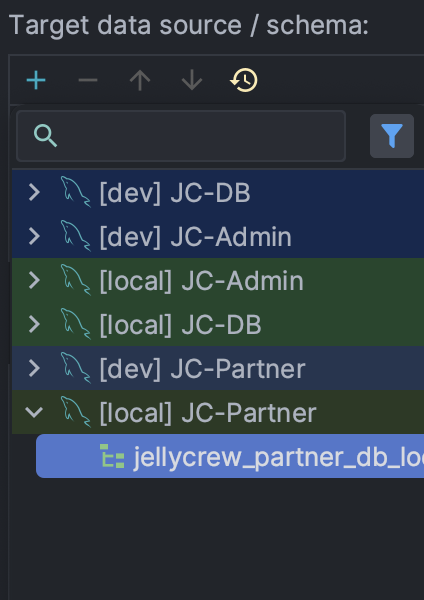 Target data source / schema:
[dev] JC-DB
[dev] JC-Admin
[local] JC-Admin
[local] JC-DB
[dev] JC-Partner
[local] JC-Partner
jellycrew_partner_db_lo